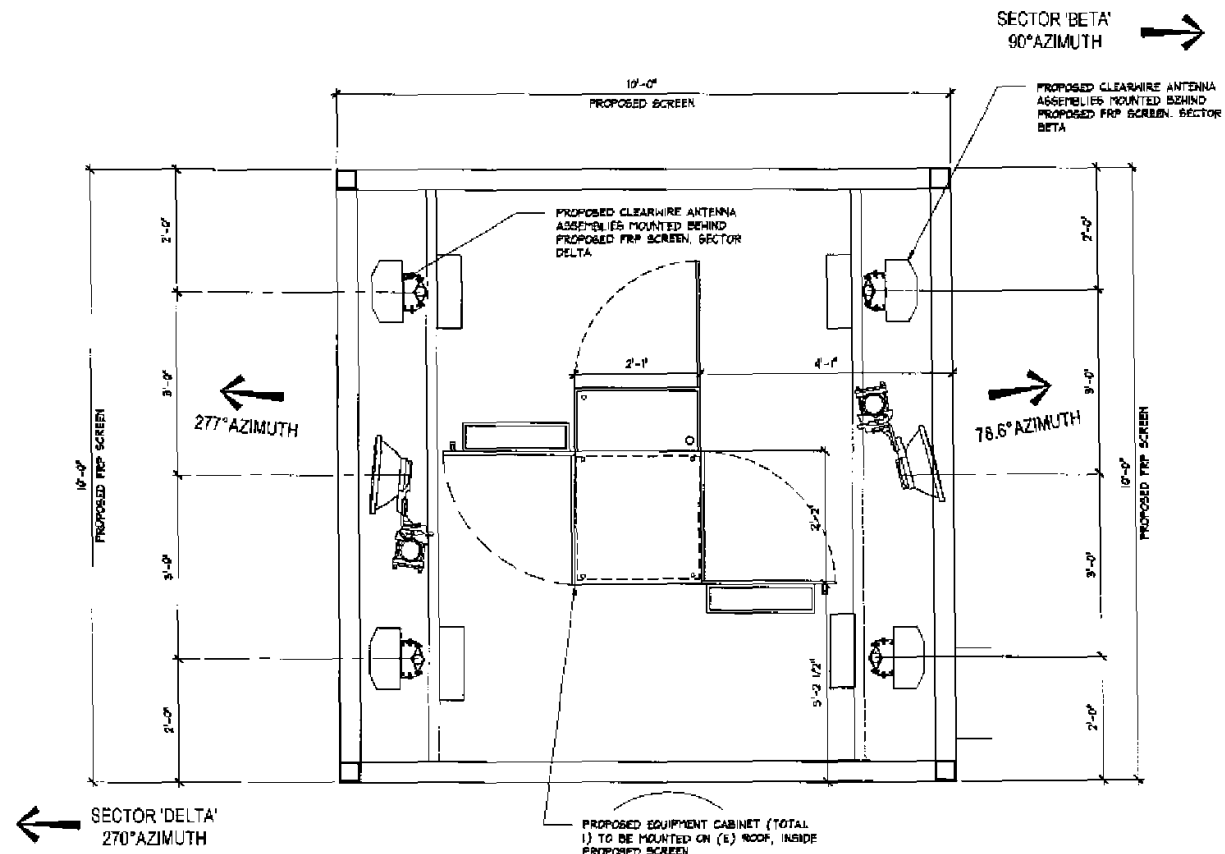 SECTOR 'BETA'
90°AZIMUTH
10'-0"
PROPOSED SCREEN
PROPOSED CLEARWIRE ANTENNA
ASSEMBLIES MOUNTED BEHIND
PROPOSED FRP SCREEN. SECTOR
BETA
PROPOSED CLEARWIRE ANTENNA
ASSEMBLIES MOUNTED BEHIND
PROPOSED FRP SCREEN. SECTOR
DELTA
2'-0"
2'-0"
2'-1"
4'-1"
3'-0"
3'-0"
277°AZIMUTH
78.6°AZIMUTH
10'-0"
PROPOSED FRP SCREEN
10'-0"
PROPOSED FRP SCREEN
2'-2"
3'-0"
3'-0"
2'-0"
2'-0"
SECTOR 'DELTA'
270°AZIMUTH
PROPOSED EQUIPMENT CABINET (TOTAL
1) TO BE MOUNTED ON (E) ROOF, INSIDE
PROPOSED SCREEN